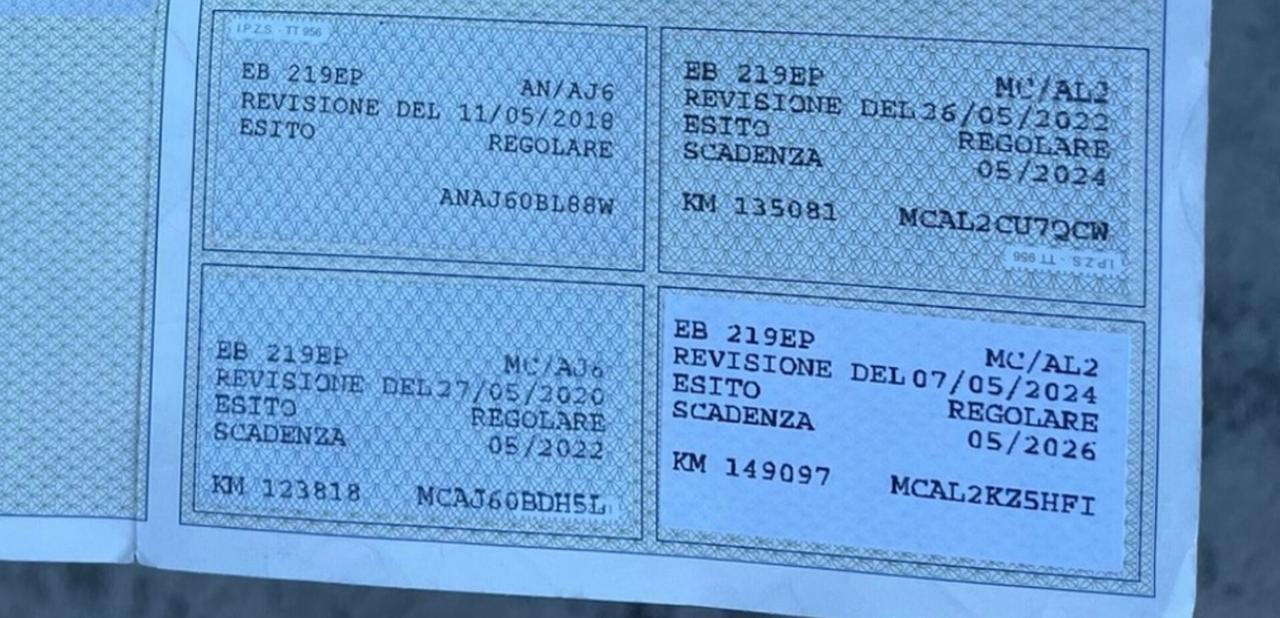 I.P.Z.S. - TT 956
EB 219EP
AN/AJ6
REVISIONE DEL 11/05/2018
ESITO REGOLARE
ANAJ60BL88W
EB 219EP
MC/AL2
REVISIONE DEL 26/05/2022
ESITO REGOLARE
SCADENZA 05/2024
KM 135081 MCAL2CU7QCW
I.P.Z.S. - TT 956
EB 219EP
MC/AJ6
REVISIONE DEL 27/05/2020
ESITO REGOLARE
SCADENZA 05/2022
KM 123818 MCAJ60BDH5L
EB 219EP
MC/AL2
REVISIONE DEL 07/05/2024
ESITO REGOLARE
SCADENZA 05/2026
KM 149097 MCAL2KZ5HFI